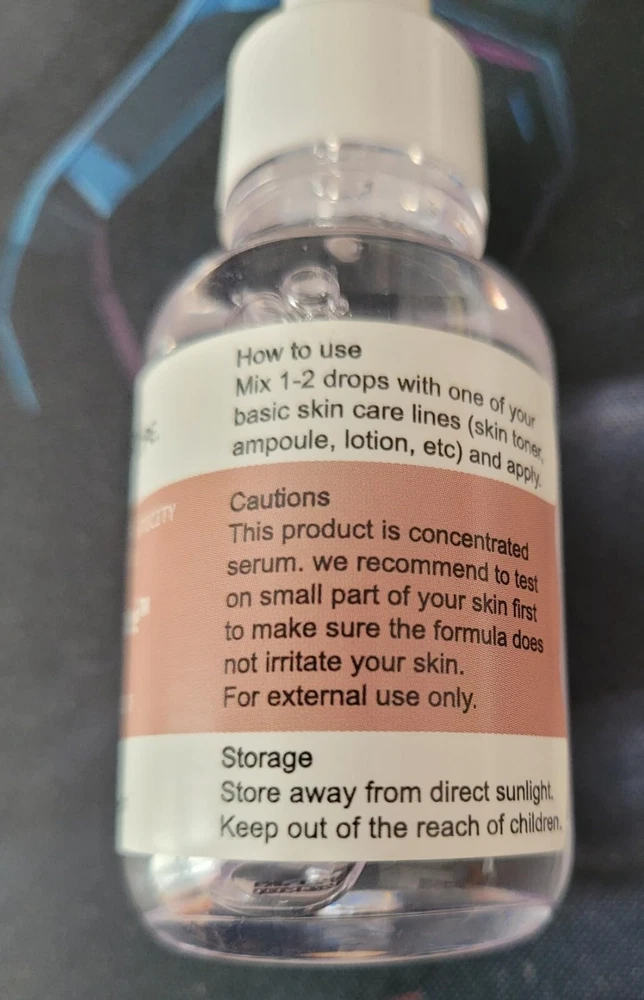 How to use
Mix 1-2 drops with one of your
basic skin care lines (skin toner,
ampoule, lotion, etc) and apply.
Cautions
This product is concentrated
serum. we recommend to test
on small part of your skin first
to make sure the formula does
not irritate your skin.
For external use only.
Storage
Store away from direct sunlight.
Keep out of the reach of children.